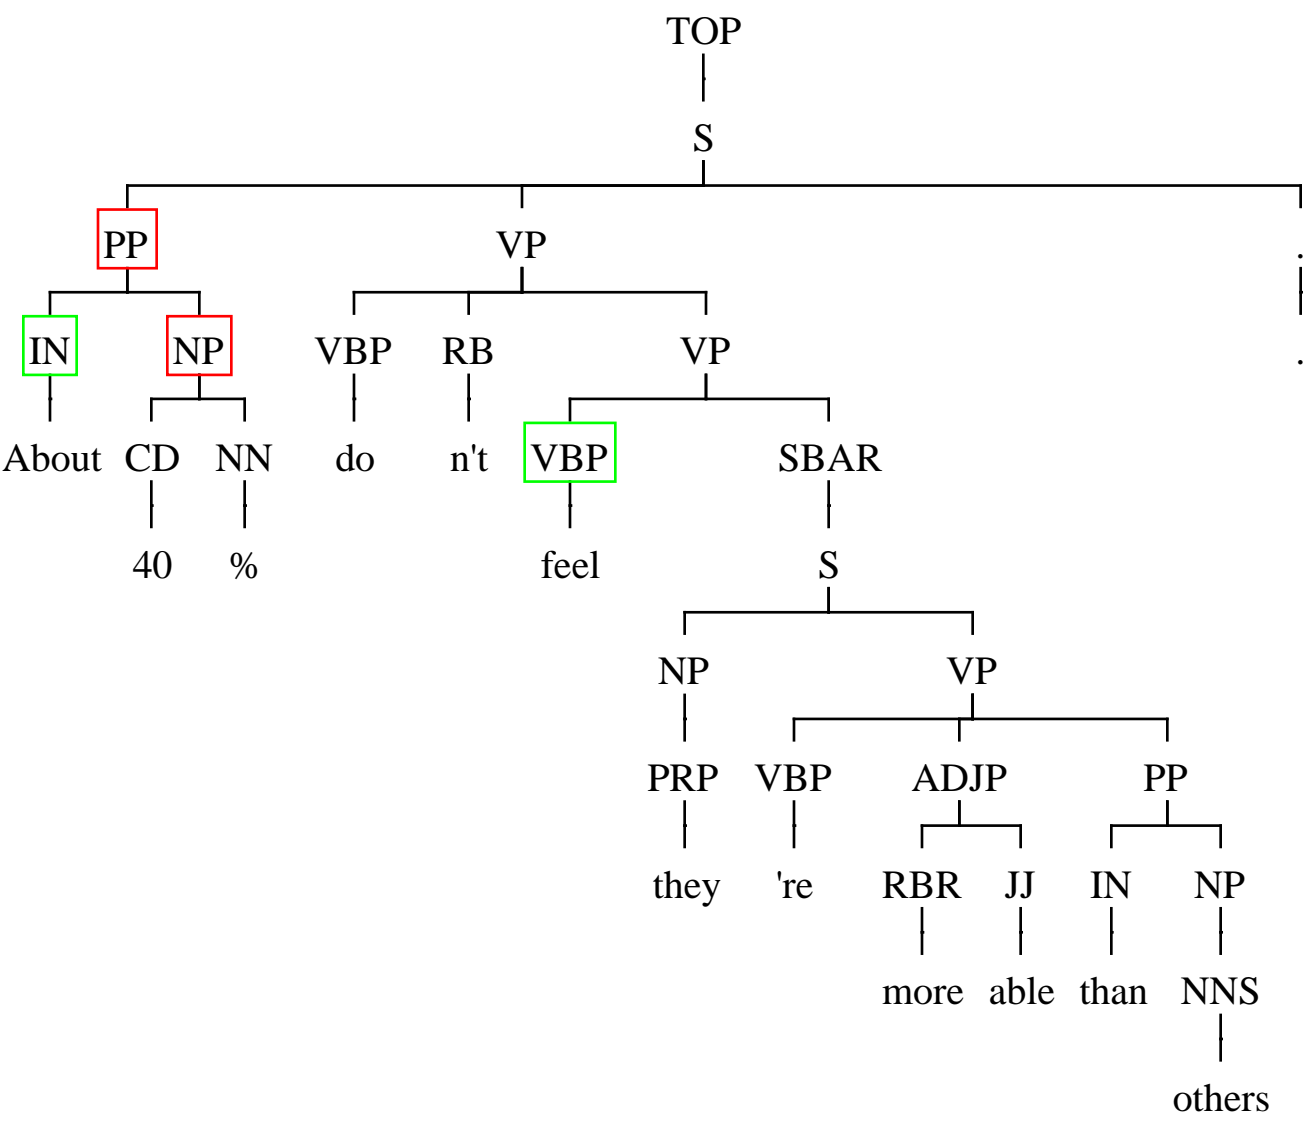 TOP
S
PP VP .
IN NP VBP RB VP .
About CD NN do n't VBP SBAR
40 % feel S
NP VP
PRP VBP ADJP PP
they 're RBR JJ IN NP
more able than NNS
others